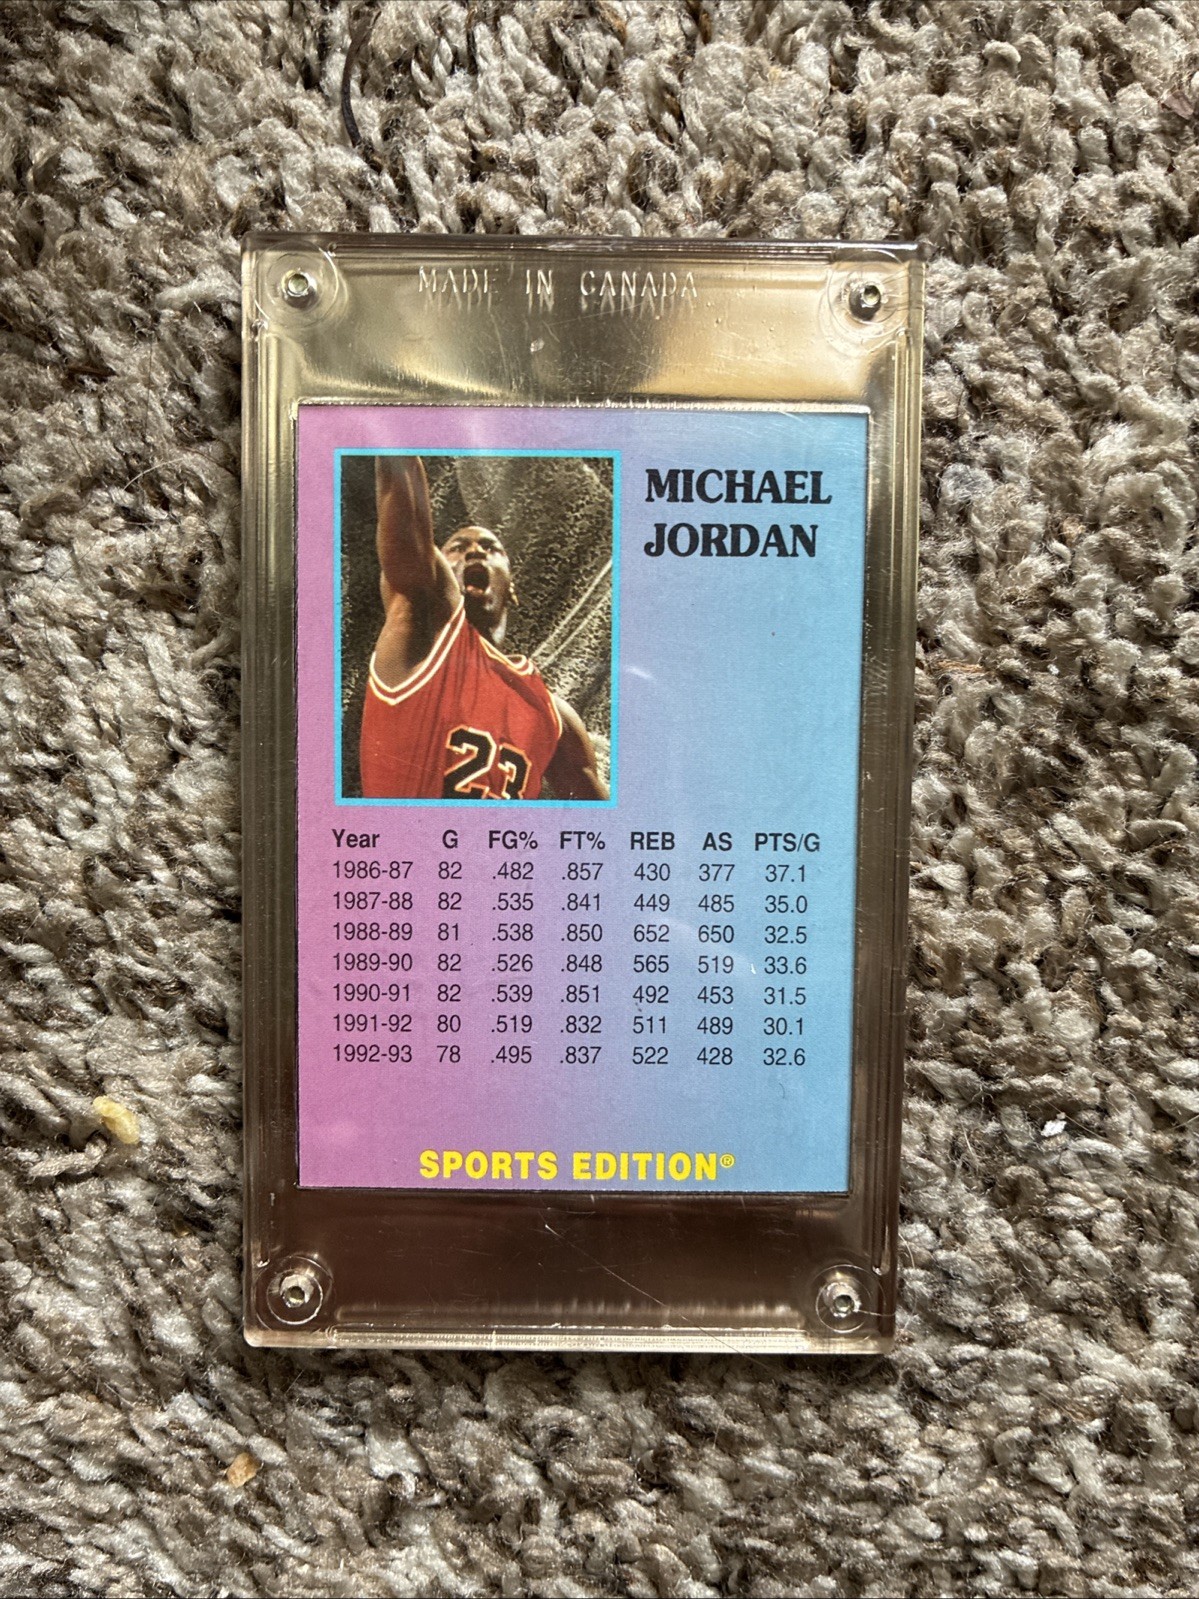 MADE IN CANADA
MICHAEL
JORDAN
23
Year G FG% FT% REB AS PTS/G
1986-87 82 .482 .857 430 377 37.1
1987-88 82 .535 .841 449 485 35.0
1988-89 81 .538 .850 652 650 32.5
1989-90 82 .526 .848 565 519 33.6
1990-91 82 .539 .851 492 453 31.5
1991-92 80 .519 .832 511 489 30.1
1992-93 78 .495 .837 522 428 32.6
SPORTS EDITION®